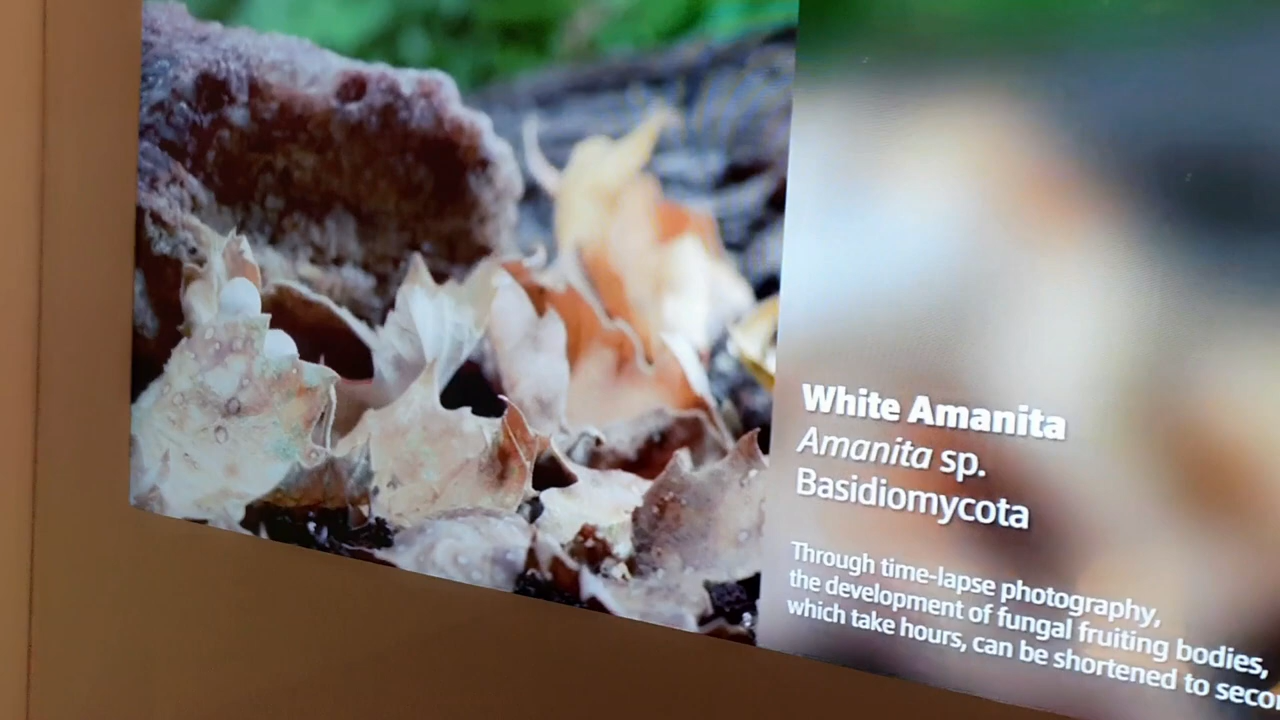 White Amanita
Amanita sp.
Basidiomycota
Through time-lapse photography,
the development of fungal fruiting bodies,
which take hours, can be shortened to